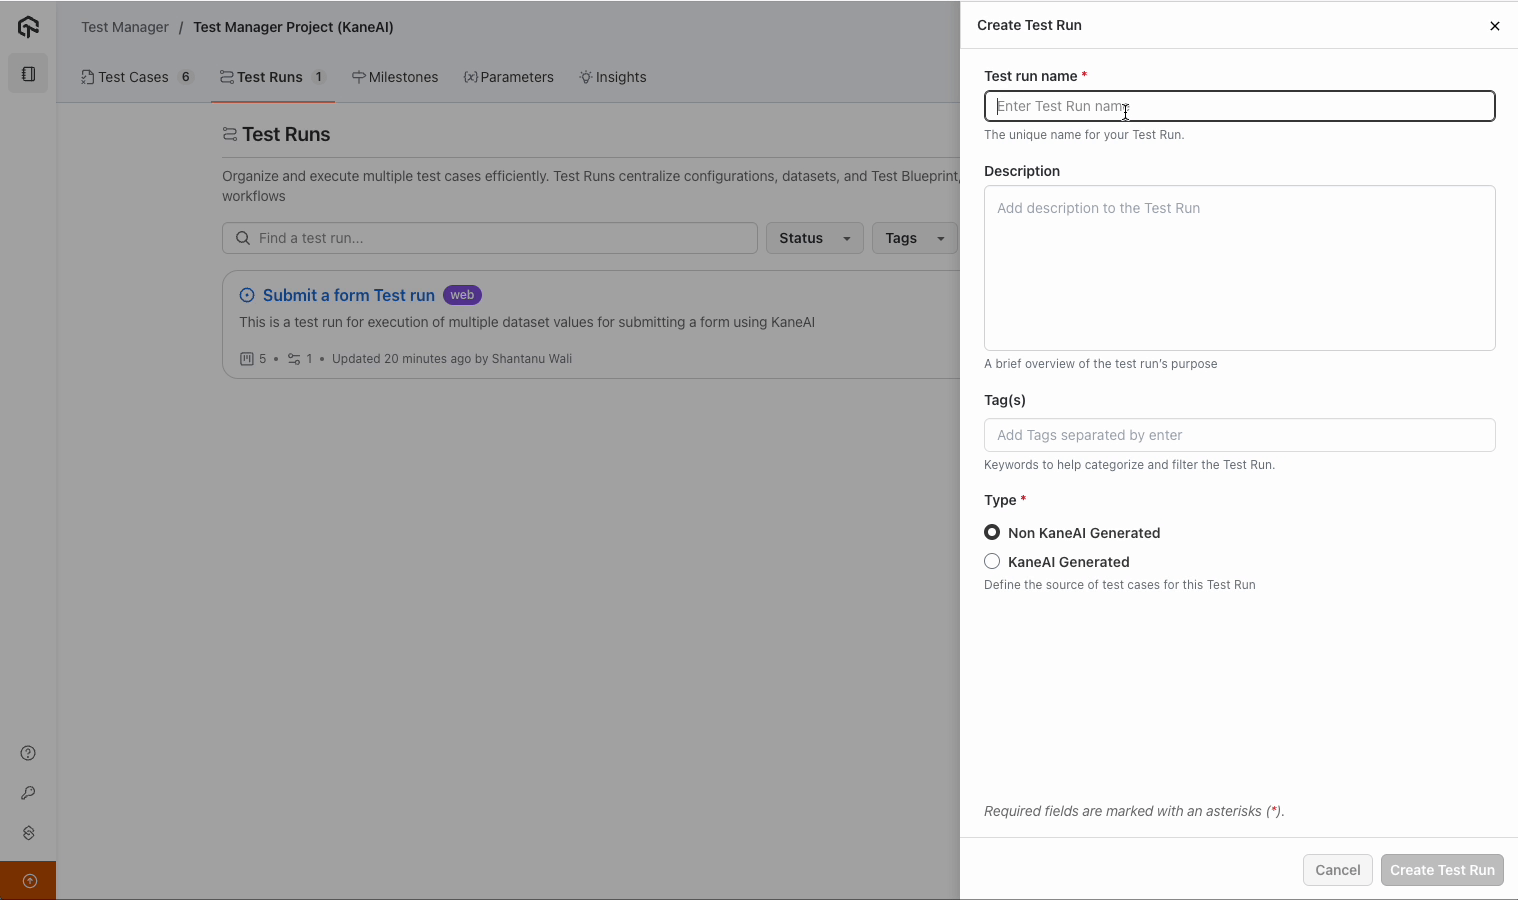 Test Manager / Test Manager Project (KaneAI)
Test Cases 6 Test Runs 1 Milestones Parameters Insights
Test Runs
Organize and execute multiple test cases efficiently. Test Runs centralize configurations, datasets, and Test Blueprint,
workflows
Find a test run... Status Tags
Submit a form Test run web
This is a test run for execution of multiple dataset values for submitting a form using KaneAI
5 • 1 • Updated 20 minutes ago by Shantanu Wali
Create Test Run
Test run name *
Enter Test Run name
The unique name for your Test Run.
Description
Add description to the Test Run
A brief overview of the test run's purpose
Tag(s)
Add Tags separated by enter
Keywords to help categorize and filter the Test Run.
Type *
Non KaneAI Generated
KaneAI Generated
Define the source of test cases for this Test Run
Required fields are marked with an asterisks (*).
Cancel Create Test Run